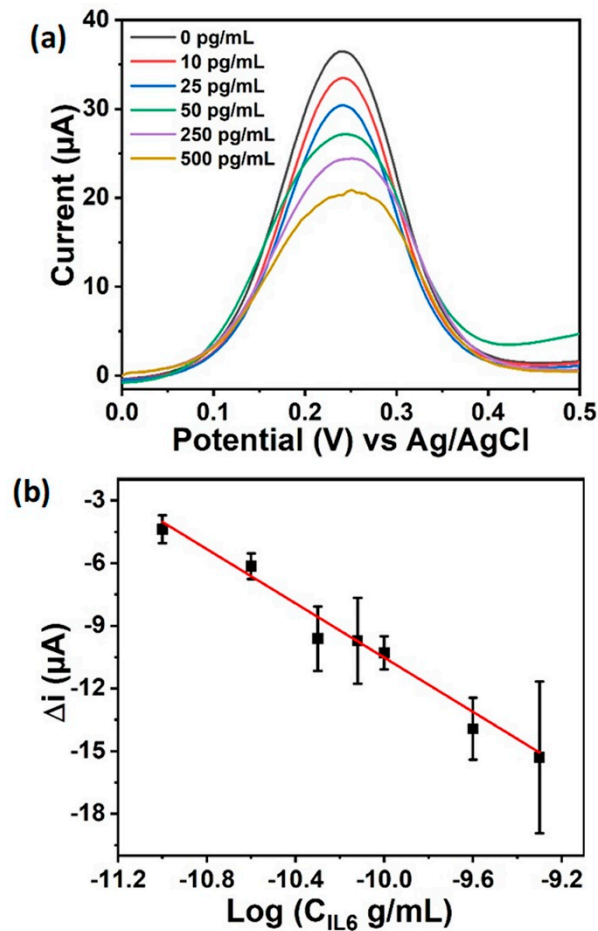 (a)
40
30
20
10
0
Current (µA)
0 pg/mL
10 pg/mL
25 pg/mL
50 pg/mL
250 pg/mL
500 pg/mL
0.0 0.1 0.2 0.3 0.4 0.5
Potential (V) vs Ag/AgCl
(b)
-3
-6
-9
-12
-15
-18
Δi (µA)
-11.2 -10.8 -10.4 -10.0 -9.6 -9.2
Log (C_IL6 g/mL)